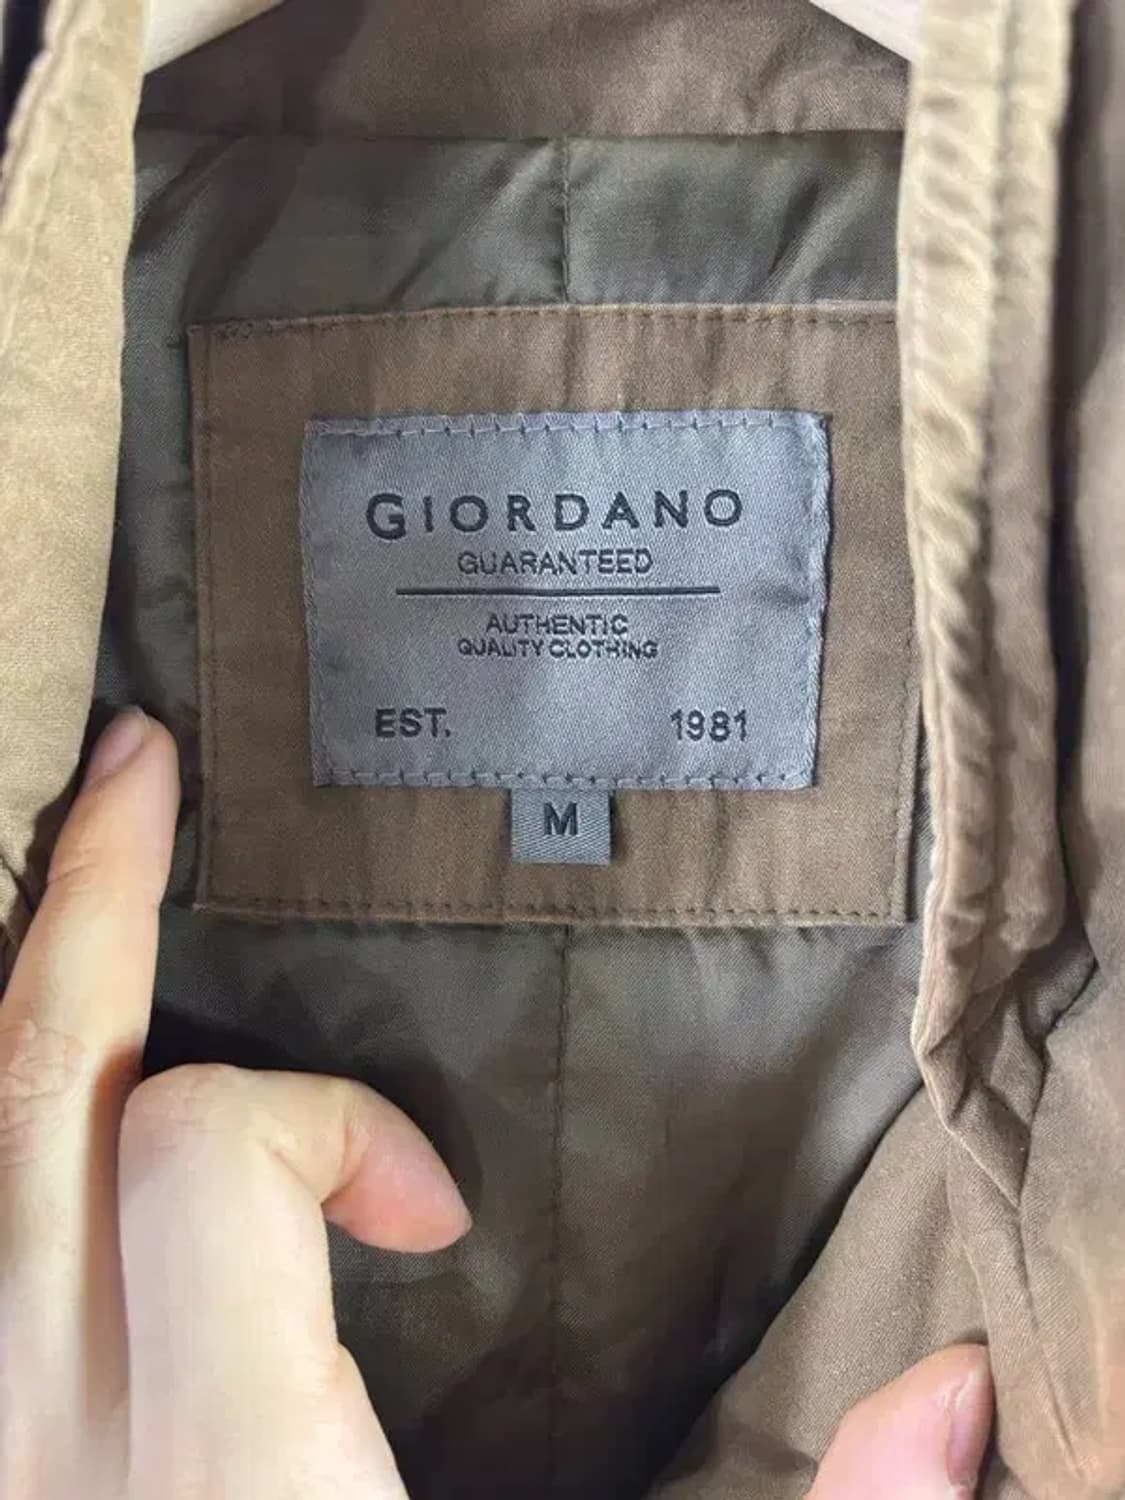 GIORDANO
GUARANTEED
AUTHENTIC
QUALITY CLOTHING
EST. 1981
M